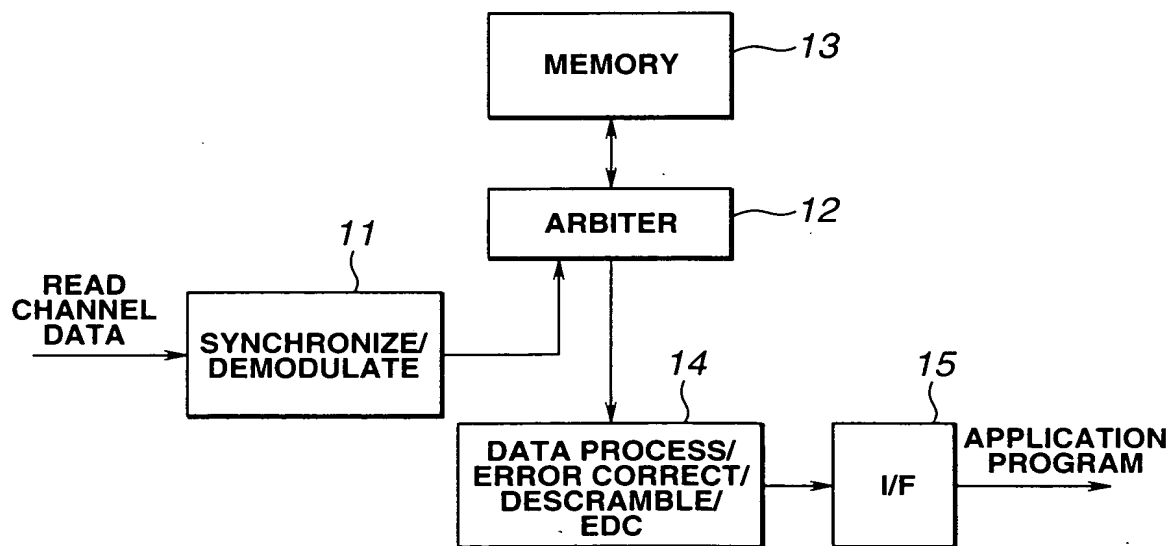 MEMORY
13
ARBITER
12
11
READ
CHANNEL
DATA
SYNCHRONIZE/
DEMODULATE
14
DATA PROCESS/
ERROR CORRECT/
DESCRAMBLE/
EDC
15
I/F
APPLICATION
PROGRAM